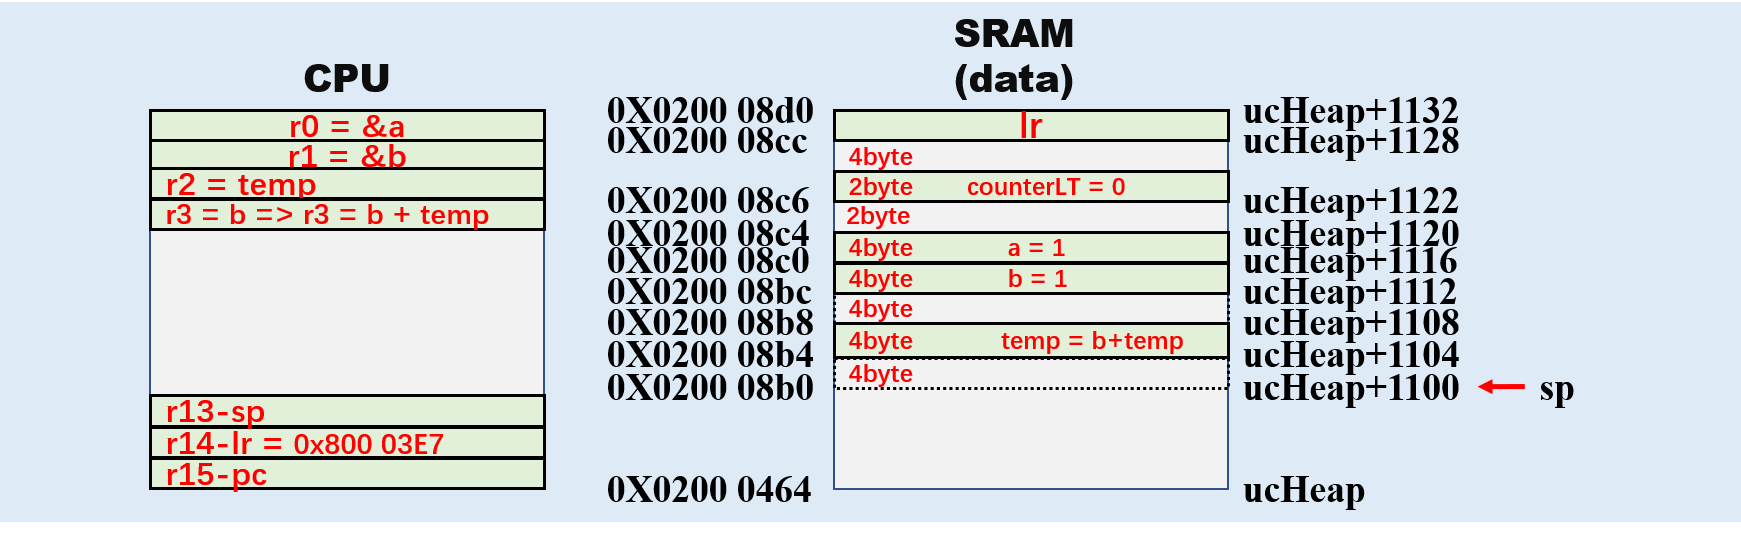 CPU
r0 = &a
r1 = &b
r2 = temp
r3 = b => r3 = b + temp
r13-sp
r14-lr = 0x800 03E7
r15-pc
SRAM
(data)
0X0200 08d0
lr
ucHeap+1132
0X0200 08cc
ucHeap+1128
4byte
2byte counterLT = 0
0X0200 08c6
ucHeap+1122
2byte
0X0200 08c4
ucHeap+1120
4byte a = 1
0X0200 08c0
ucHeap+1116
4byte b = 1
0X0200 08bc
ucHeap+1112
4byte
0X0200 08b8
ucHeap+1108
4byte temp = b+temp
0X0200 08b4
ucHeap+1104
4byte
0X0200 08b0
ucHeap+1100
sp
0X0200 0464
ucHeap